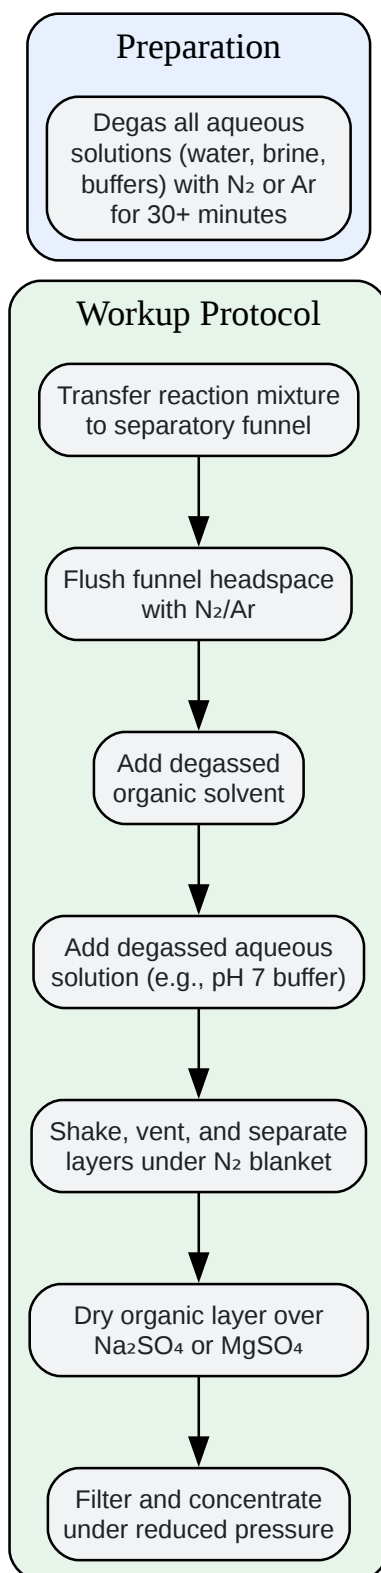 Preparation
Degas all aqueous
solutions (water, brine,
buffers) with N₂ or Ar
for 30+ minutes
Workup Protocol
Transfer reaction mixture
to separatory funnel
Flush funnel headspace
with N₂/Ar
Add degassed
organic solvent
Add degassed aqueous
solution (e.g., pH 7 buffer)
Shake, vent, and separate
layers under N₂ blanket
Dry organic layer over
Na₂SO₄ or MgSO₄
Filter and concentrate
under reduced pressure